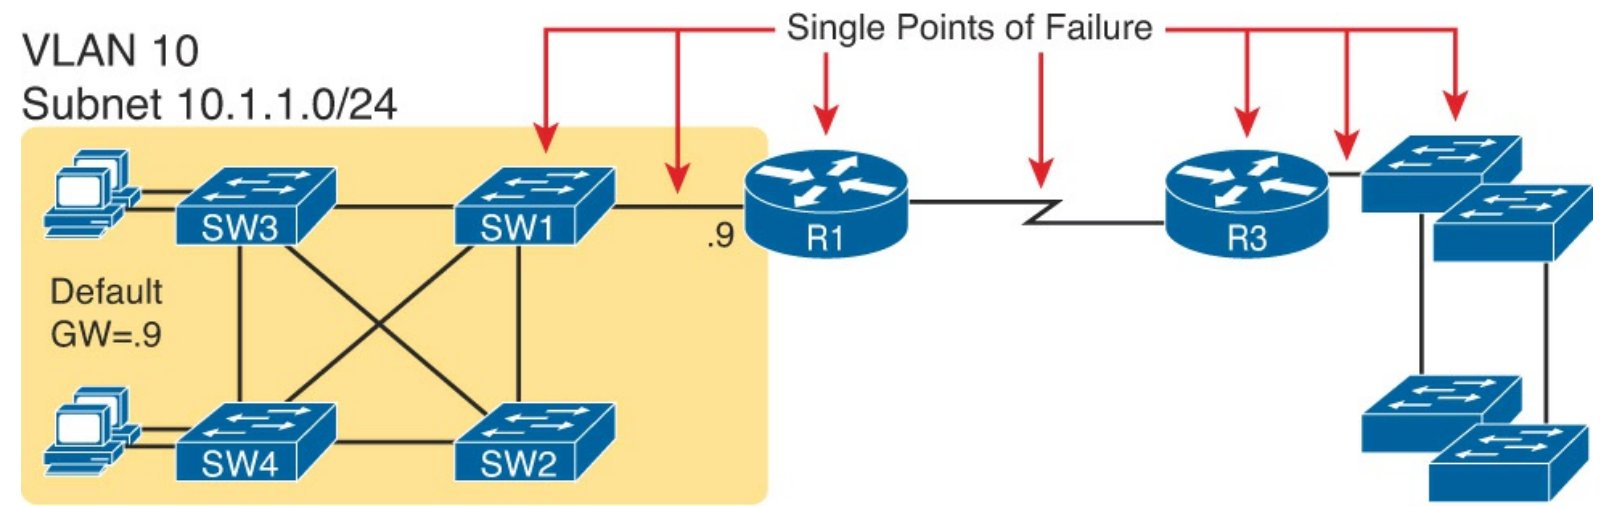 Single Points of Failure
VLAN 10
Subnet 10.1.1.0/24
SW3
SW1
.9
R1
R3
Default
GW=.9
SW4
SW2